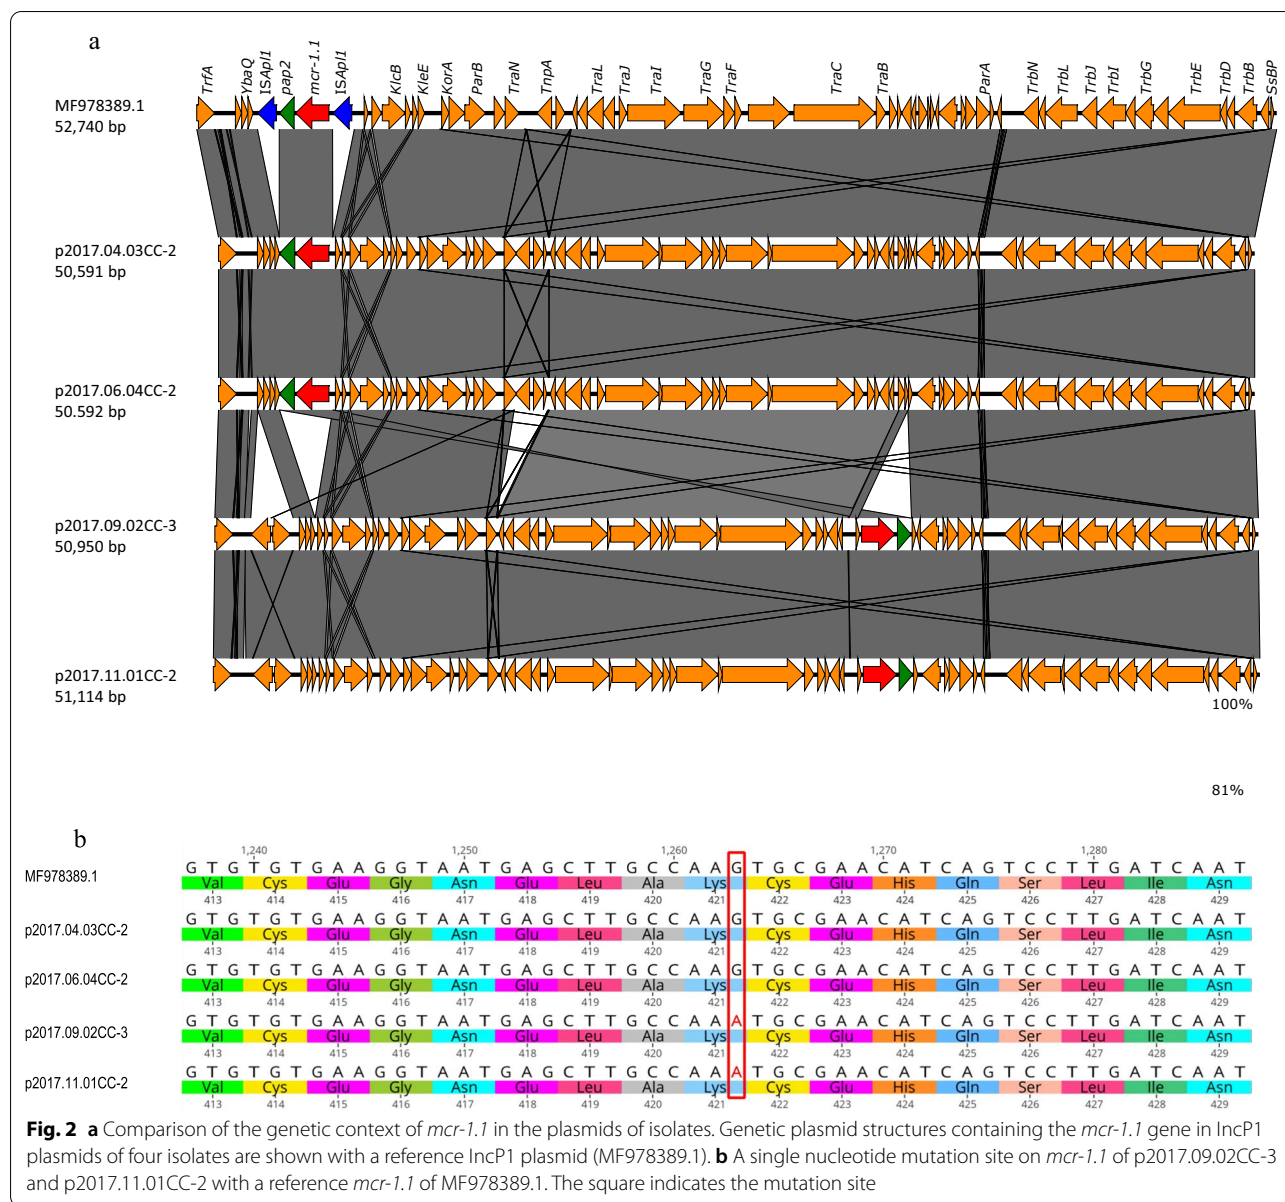 a
TrfA YbaQ ISApl1 pap2 mcr-1.1 ISApl1 KlcB KleE KorA ParB TraN TnpA TraL TraJ TraI TraG TraF TraC TraB ParA TrbN TrbL TrbJ TrbI TrbG TrbE TrbD TrbB SsBP
MF978389.1
52,740 bp
p2017.04.03CC-2
50,591 bp
p2017.06.04CC-2
50.592 bp
p2017.09.02CC-3
50,950 bp
p2017.11.01CC-2
51,114 bp
100%
81%
b
1,240 1,250 1,260 1,270 1,280
G T G T G T G A A G G T A A T G A G C T T G C C A A G T G C G A A C A T C A G T C C T T G A T C A A T
MF978389.1
Val Cys Glu Gly Asn Glu Leu Ala Lys Cys Glu His Gln Ser Leu Ile Asn
413 414 415 416 417 418 419 420 421 422 423 424 425 426 427 428 429
G T G T G T G A A G G T A A T G A G C T T G C C A A G T G C G A A C A T C A G T C C T T G A T C A A T
p2017.04.03CC-2
Val Cys Glu Gly Asn Glu Leu Ala Lys Cys Glu His Gln Ser Leu Ile Asn
413 414 415 416 417 418 419 420 421 422 423 424 425 426 427 428 429
G T G T G T G A A G G T A A T G A G C T T G C C A A G T G C G A A C A T C A G T C C T T G A T C A A T
p2017.06.04CC-2
Val Cys Glu Gly Asn Glu Leu Ala Lys Cys Glu His Gln Ser Leu Ile Asn
413 414 415 416 417 418 419 420 421 422 423 424 425 426 427 428 429
G T G T G T G A A G G T A A T G A G C T T G C C A A A T G C G A A C A T C A G T C C T T G A T C A A T
p2017.09.02CC-3
Val Cys Glu Gly Asn Glu Leu Ala Lys Cys Glu His Gln Ser Leu Ile Asn
413 414 415 416 417 418 419 420 421 422 423 424 425 426 427 428 429
G T G T G T G A A G G T A A T G A G C T T G C C A A A T G C G A A C A T C A G T C C T T G A T C A A T
p2017.11.01CC-2
Val Cys Glu Gly Asn Glu Leu Ala Lys Cys Glu His Gln Ser Leu Ile Asn
413 414 415 416 417 418 419 420 421 422 423 424 425 426 427 428 429
Fig. 2 a Comparison of the genetic context of mcr-1.1 in the plasmids of isolates. Genetic plasmid structures containing the mcr-1.1 gene in IncP1
plasmids of four isolates are shown with a reference IncP1 plasmid (MF978389.1). b A single nucleotide mutation site on mcr-1.1 of p2017.09.02CC-3
and p2017.11.01CC-2 with a reference mcr-1.1 of MF978389.1. The square indicates the mutation site